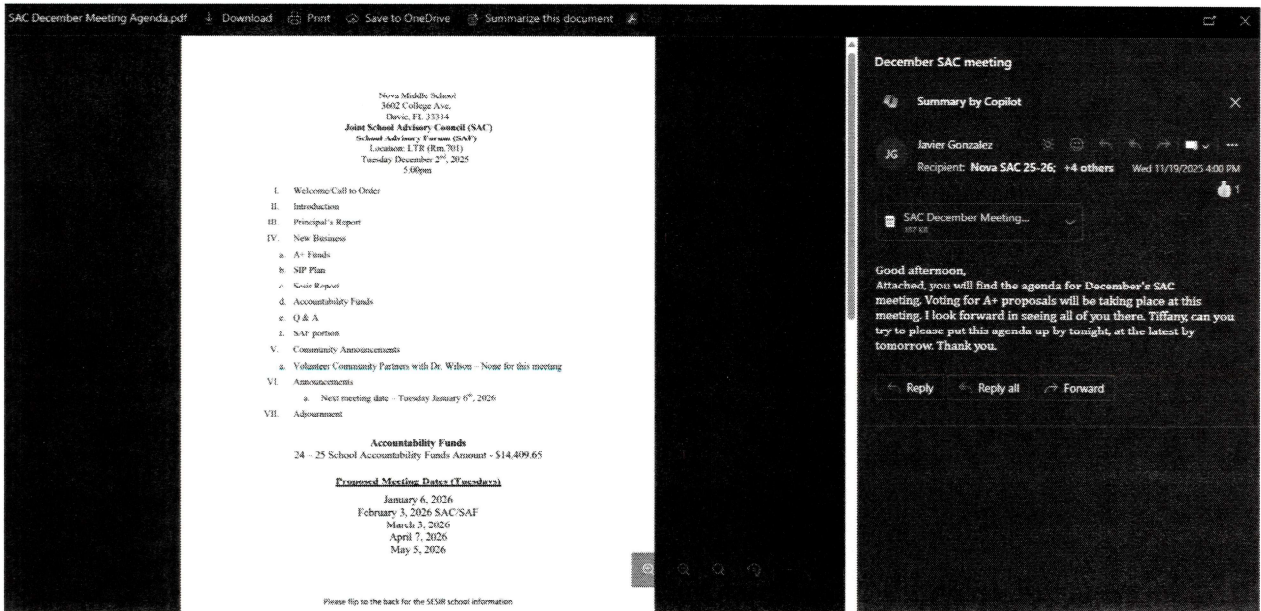 SAC December Meeting Agenda.pdf Download Print Save to OneDrive Summarize this document
Nova Middle School
3602 College Ave.
Davie, FL 33314
Joint School Advisory Council (SAC)
School Advisory Forum (SAF)
Location: LTR (Rm.701)
Tuesday December 2nd, 2025
5:00pm
I. Welcome/Call to Order
II. Introduction
III. Principal's Report
IV. New Business
a. A+ Funds
b. SIP Plan
c. Sesir Report
d. Accountability Funds
e. Q & A
f. SAF portion
V. Community Announcements
a. Volunteer Community Partners with Dr. Wilson – None for this meeting
VI. Announcements
a. Next meeting date – Tuesday January 6th, 2026
VII. Adjournment
Accountability Funds
24 – 25 School Accountability Funds Amount - $14,409.65
Proposed Meeting Dates (Tuesdays)
January 6, 2026
February 3, 2026 SAC/SAF
March 3, 2026
April 7, 2026
May 5, 2026
Please flip to the back for the SESIR school information
December SAC meeting
Summary by Copilot
JG
Javier Gonzalez
Recipient: Nova SAC 25-26; +4 others Wed 11/19/2025 4:00 PM
1
SAC December Meeting...
187 KB
Good afternoon,
Attached, you will find the agenda for December's SAC
meeting. Voting for A+ proposals will be taking place at this
meeting. I look forward in seeing all of you there. Tiffany, can you
try to please put this agenda up by tonight, at the latest by
tomorrow. Thank you.
Reply Reply all Forward